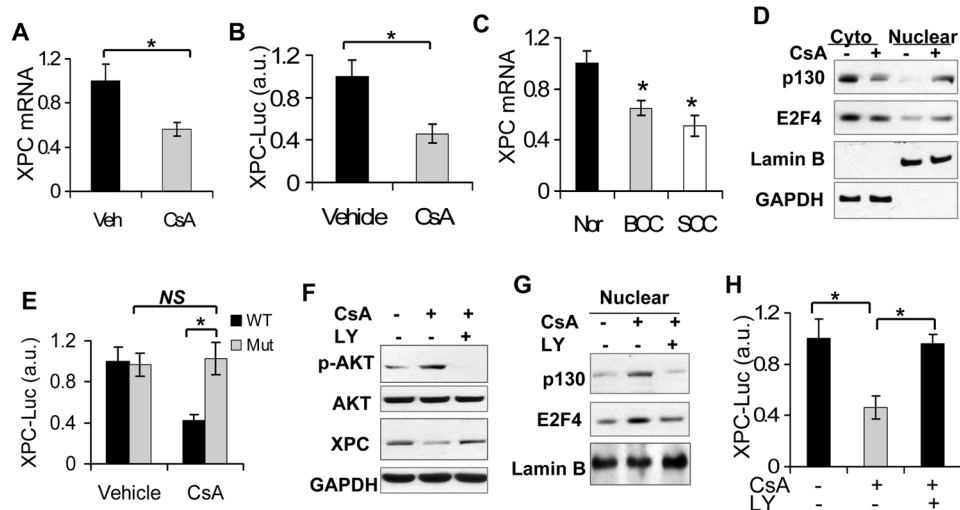 A
XPC mRNA
1.2
0.8
0.4
0
*
Veh CsA
B
XPC-Luc (a.u.)
1.2
0.8
0.4
0
*
Vehicle CsA
C
XPC mRNA
1.2
0.8
0.4
0
* *
Nor BCC SCC
D
Cyto Nuclear
CsA - + - +
p130
E2F4
Lamin B
GAPDH
E
XPC-Luc (a.u.)
1.2
0.8
0.4
0
NS
*
WT
Mut
Vehicle CsA
F
CsA - + +
LY - - +
p-AKT
AKT
XPC
GAPDH
G
Nuclear
CsA - + +
LY - - +
p130
E2F4
Lamin B
H
XPC-Luc (a.u.)
1.2
0.8
0.4
0
* *
CsA - + +
LY - - +